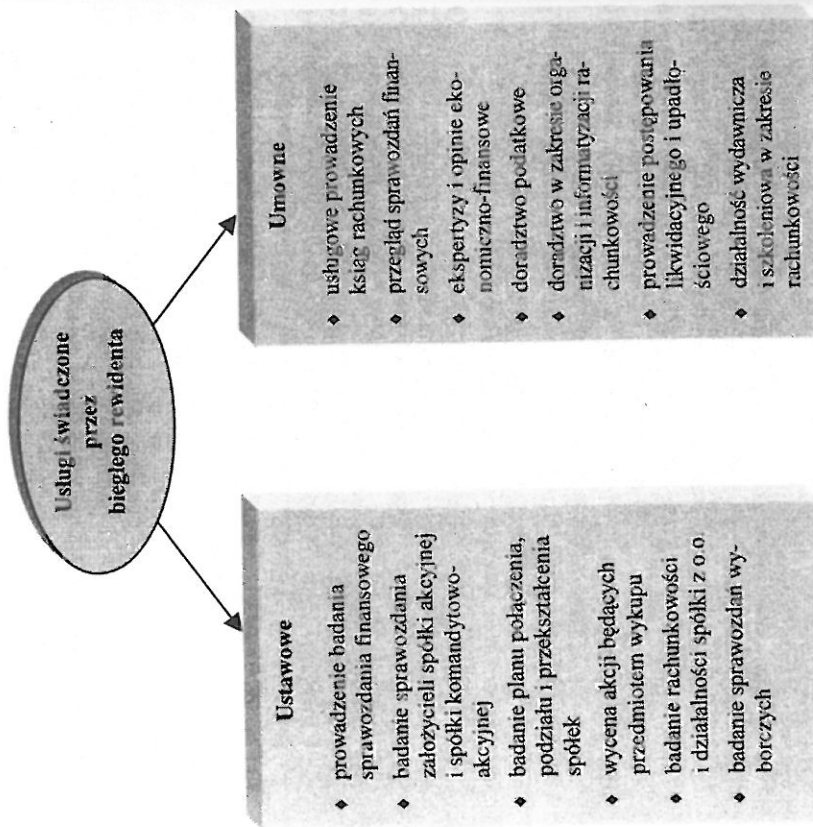 Usługi świadczone
przez
biegłego rewidenta
Ustawowe
prowadzenie badania
sprawozdania finansowego
badanie sprawozdania
założycieli spółki akcyjnej
i spółki komandytowo-
akcyjnej
badanie planu połączenia,
podziału i przekształcenia
spółek
wycena akcji będących
przedmiotem wykupu
badanie rachunkowości
i działalności spółki z o.o.
badanie sprawozdań wy-
borczych
Umowne
usługowe prowadzenie
ksiąg rachunkowych
przegląd sprawozdań finan-
sowych
ekspertyzy i opinie eko-
nomiczno-finansowe
doradztwo podatkowe
doradztwo w zakresie orga-
nizacji i informatyzacji ra-
chunkowości
prowadzenie postępowania
likwidacyjnego i upadło-
ściowego
działalność wydawnicza
i szkoleniowa w zakresie
rachunkowości